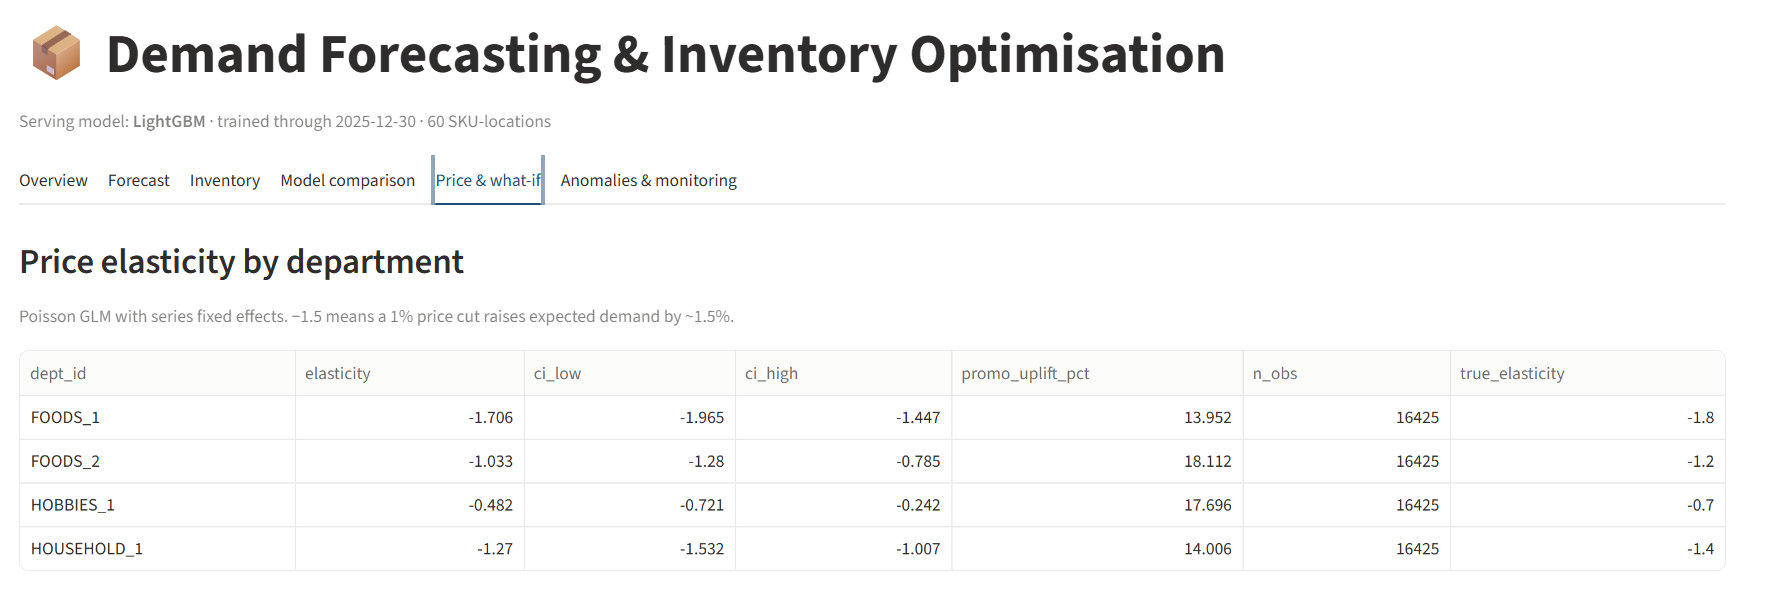 📦 Demand Forecasting & Inventory Optimisation
Serving model: LightGBM · trained through 2025-12-30 · 60 SKU-locations
Overview Forecast Inventory Model comparison Price & what-if Anomalies & monitoring
Price elasticity by department
Poisson GLM with series fixed effects. −1.5 means a 1% price cut raises expected demand by ~1.5%.
dept_id elasticity ci_low ci_high promo_uplift_pct n_obs true_elasticity
FOODS_1 -1.706 -1.965 -1.447 13.952 16425 -1.8
FOODS_2 -1.033 -1.28 -0.785 18.112 16425 -1.2
HOBBIES_1 -0.482 -0.721 -0.242 17.696 16425 -0.7
HOUSEHOLD_1 -1.27 -1.532 -1.007 14.006 16425 -1.4